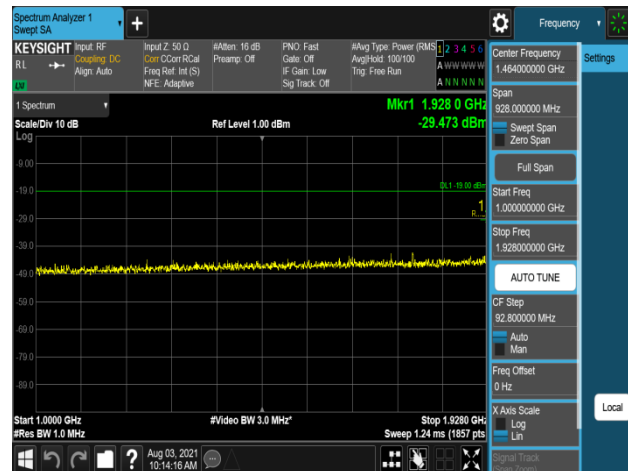 Spectrum Analyzer 1
Swept SA
Frequency
KEYSIGHT
RL
Input: RF
Coupling: DC
Align: Auto
Input Z: 50 Ω
Corr CCorr RCal
Freq Ref: Int (S)
NFE: Adaptive
#Atten: 16 dB
Preamp: Off
PNO: Fast
Gate: Off
IF Gain: Low
Sig Track: Off
#Avg Type: Power (RMS
Avg|Hold: 100/100
Trig: Free Run
1 2 3 4 5 6
A W W W W W
A N N N N N
Center Frequency
1.464000000 GHz
Settings
Span
928.000000 MHz
Swept Span
Zero Span
Full Span
Start Freq
1.000000000 GHz
Stop Freq
1.928000000 GHz
AUTO TUNE
CF Step
92.800000 MHz
Auto
Man
Freq Offset
0 Hz
X Axis Scale
Log
Lin
Signal Track
(Span Zoom)
Local
LXI
1 Spectrum
Mkr1 1.928 0 GHz
-29.473 dBm
Scale/Div 10 dB
Ref Level 1.00 dBm
Log
-9.00
-19.0
-29.0
-39.0
-49.0
-59.0
-69.0
-79.0
-89.0
DL1 -19.00 dBm
1
Start 1.0000 GHz
#Video BW 3.0 MHz*
Stop 1.9280 GHz
#Res BW 1.0 MHz
Sweep 1.24 ms (1857 pts
?
Aug 03, 2021
10:14:16 AM